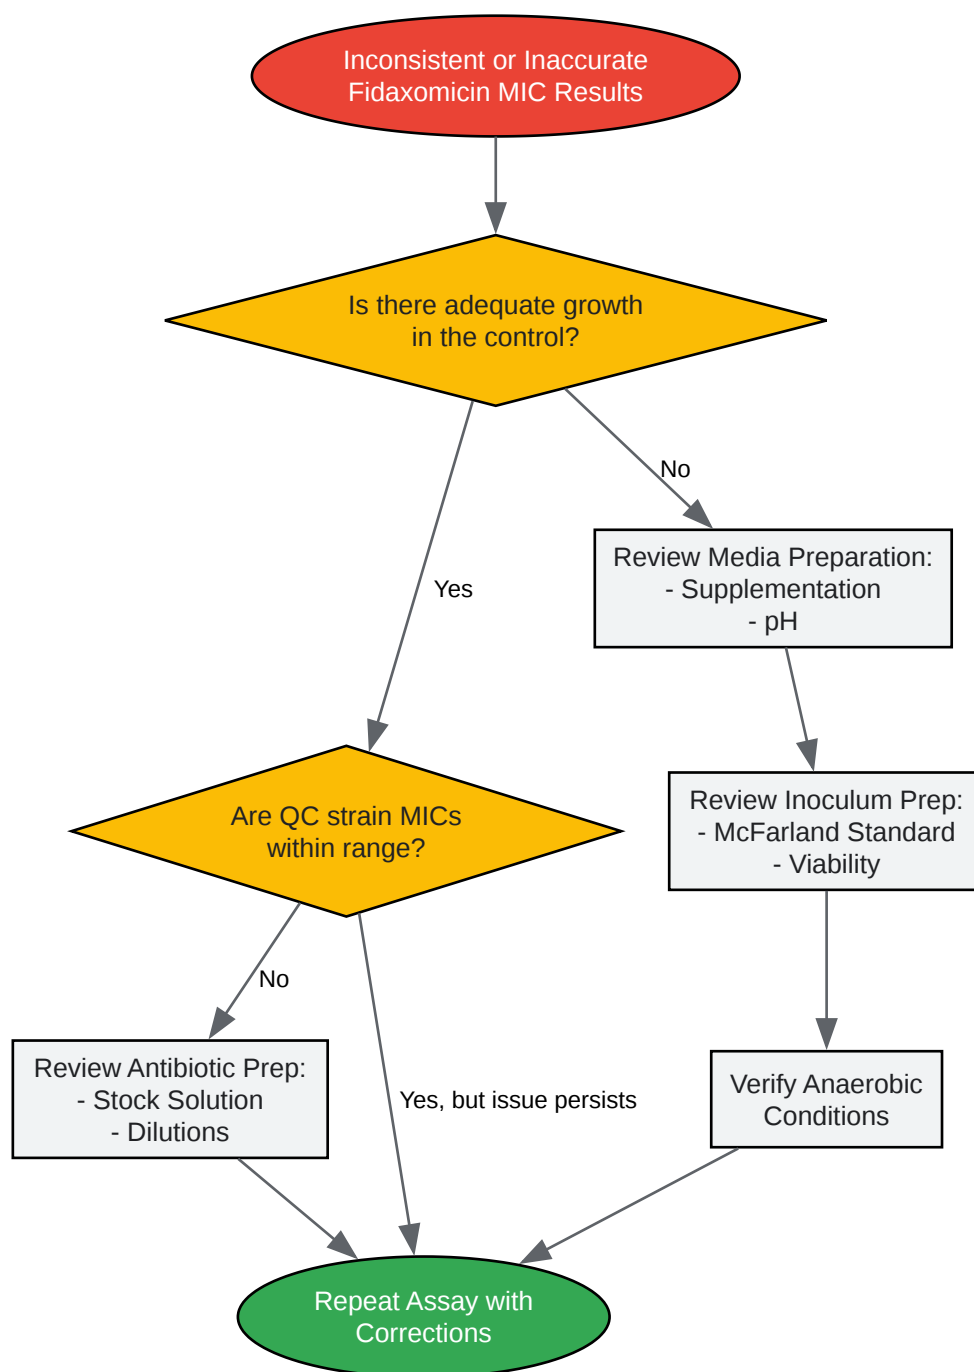 Inconsistent or Inaccurate
Fidaxomicin MIC Results
Is there adequate growth
in the control?
No
Review Media Preparation:
- Supplementation
- pH
Yes
Are QC strain MICs
within range?
Review Inoculum Prep:
- McFarland Standard
- Viability
No
Review Antibiotic Prep:
- Stock Solution
- Dilutions
Yes, but issue persists
Verify Anaerobic
Conditions
Repeat Assay with
Corrections